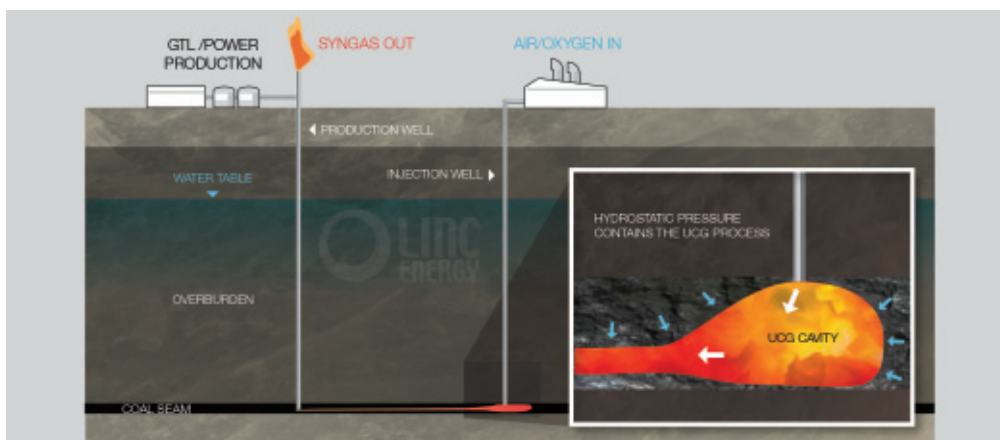 GTL /POWER
PRODUCTION
SYNGAS OUT
AIR/OXYGEN IN
PRODUCTION WELL
INJECTION WELL
WATER TABLE
HYDROSTATIC PRESSURE
CONTAINS THE UCG PROCESS
LINC
ENERGY
OVERBURDEN
UCG CAVITY
COAL SEAM